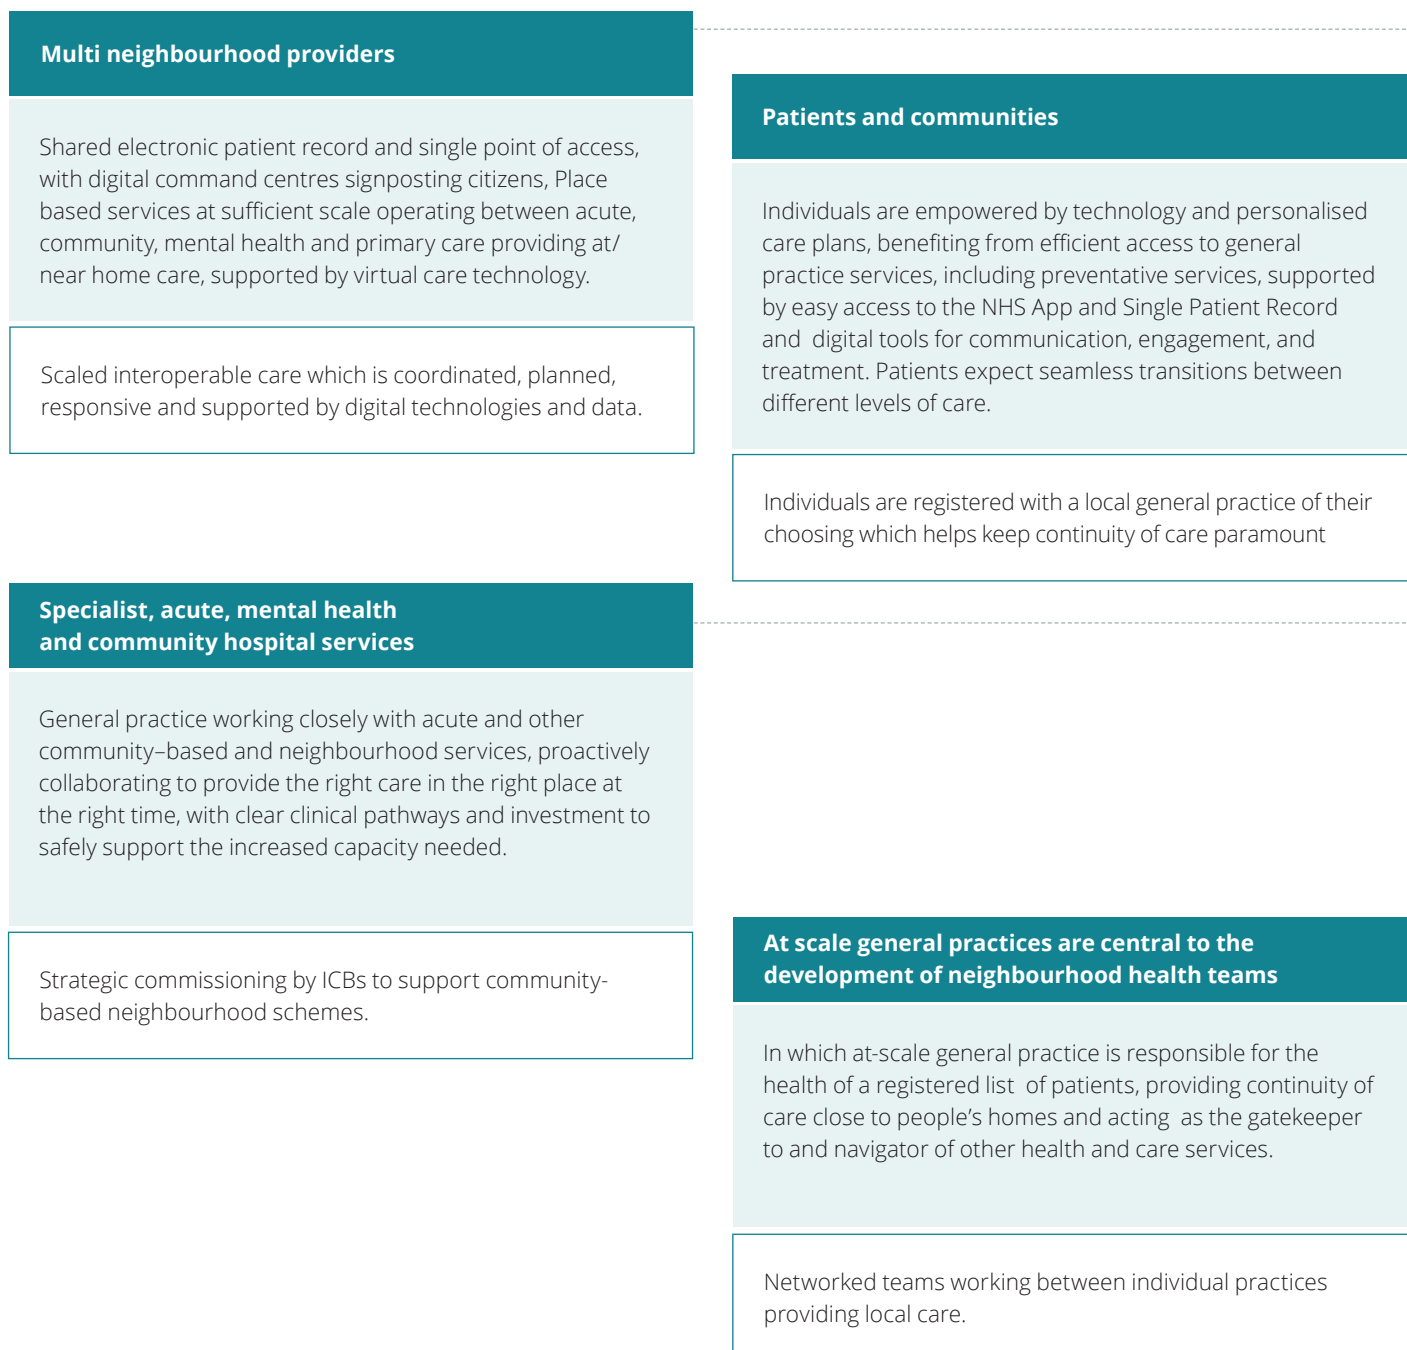 Multi neighbourhood providers
Shared electronic patient record and single point of access,
with digital command centres signposting citizens, Place
based services at sufficient scale operating between acute,
community, mental health and primary care providing at/
near home care, supported by virtual care technology.
Scaled interoperable care which is coordinated, planned,
responsive and supported by digital technologies and data.
Patients and communities
Individuals are empowered by technology and personalised
care plans, benefiting from efficient access to general
practice services, including preventative services, supported
by easy access to the NHS App and Single Patient Record
and  digital tools for communication, engagement, and
treatment. Patients expect seamless transitions between
different levels of care.
Individuals are registered with a local general practice of their
choosing which helps keep continuity of care paramount
Specialist, acute, mental health
and community hospital services
General practice working closely with acute and other
community–based and neighbourhood services, proactively
collaborating to provide the right care in the right place at
the right time, with clear clinical pathways and investment to
safely support the increased capacity needed.
Strategic commissioning by ICBs to support community-
based neighbourhood schemes.
At scale general practices are central to the
development of neighbourhood health teams
In which at-scale general practice is responsible for the
health of a registered list  of patients, providing continuity of
care close to people’s homes and acting  as the gatekeeper
to and navigator of other health and care services.
Networked teams working between individual practices
providing local care.